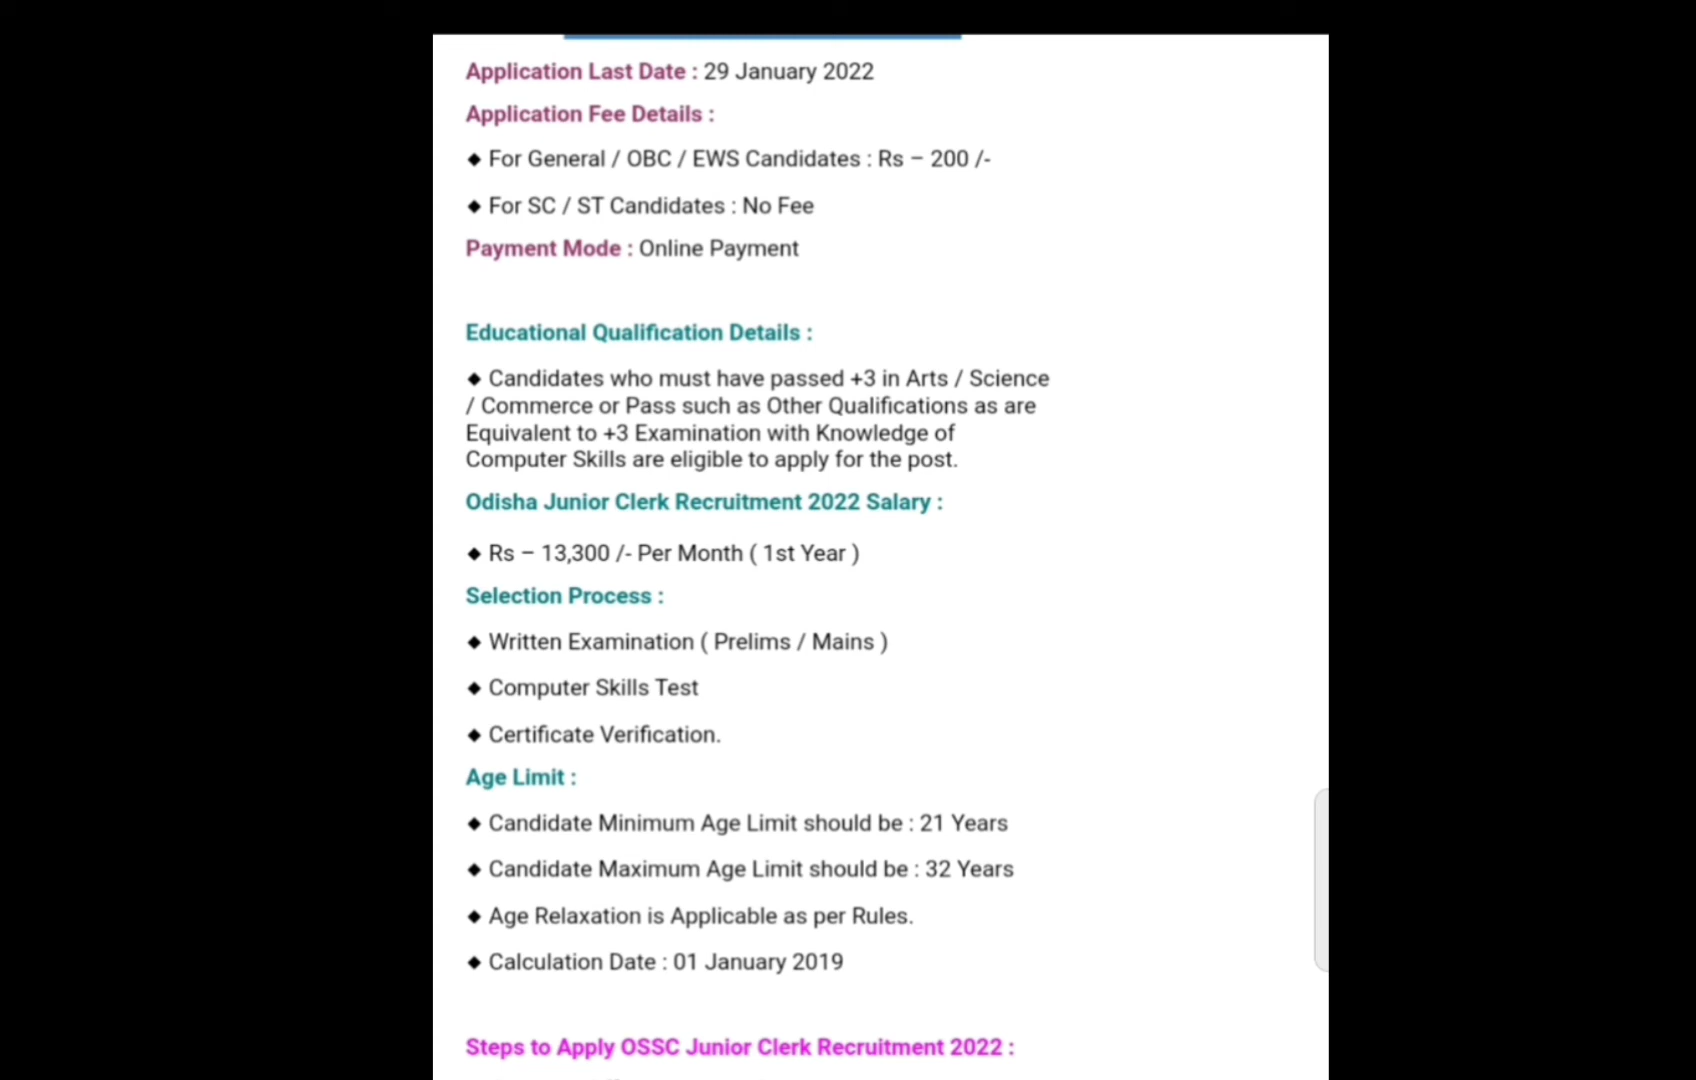 Application Last Date : 29 January 2022
Application Fee Details :
◆ For General / OBC / EWS Candidates : Rs – 200 /-
◆ For SC / ST Candidates : No Fee
Payment Mode : Online Payment
Educational Qualification Details :
◆ Candidates who must have passed +3 in Arts / Science
/ Commerce or Pass such as Other Qualifications as are
Equivalent to +3 Examination with Knowledge of
Computer Skills are eligible to apply for the post.
Odisha Junior Clerk Recruitment 2022 Salary :
◆ Rs – 13,300 /- Per Month ( 1st Year )
Selection Process :
◆ Written Examination ( Prelims / Mains )
◆ Computer Skills Test
◆ Certificate Verification.
Age Limit :
◆ Candidate Minimum Age Limit should be : 21 Years
◆ Candidate Maximum Age Limit should be : 32 Years
◆ Age Relaxation is Applicable as per Rules.
◆ Calculation Date : 01 January 2019
Steps to Apply OSSC Junior Clerk Recruitment 2022 :